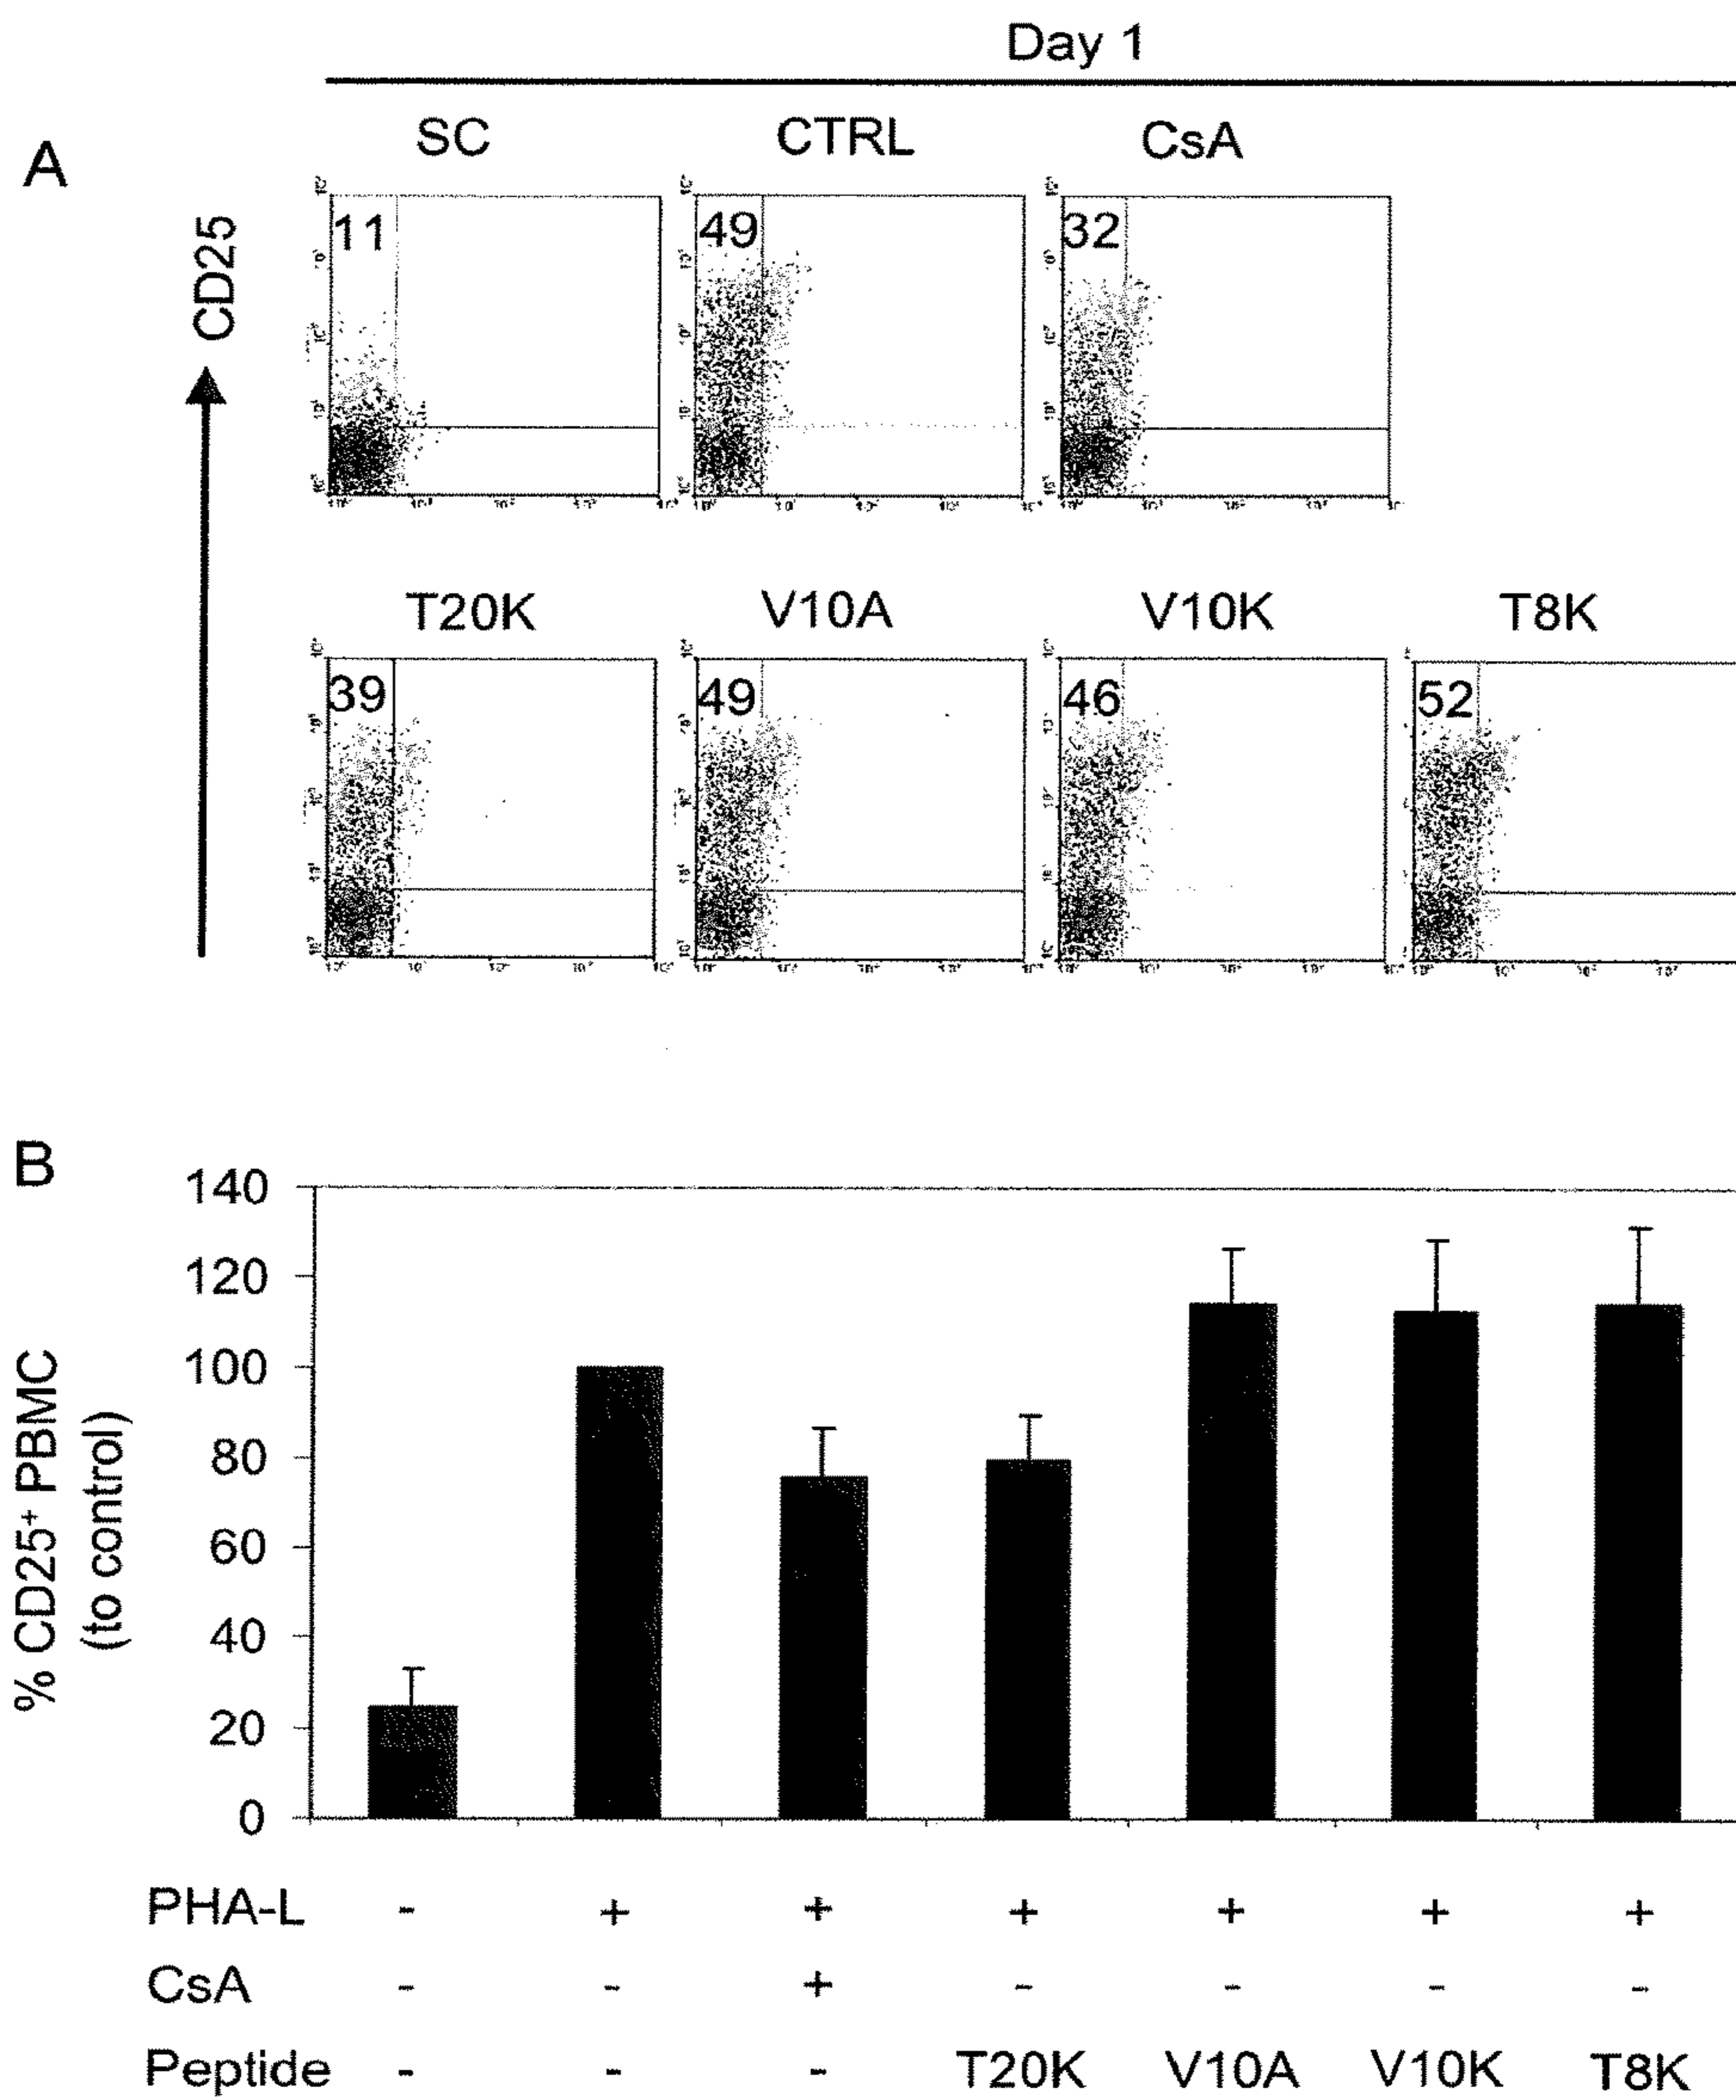 Day 1
A
SC CTRL CsA
CD25
11 49 32
T20K V10A V10K T8K
39 49 46 52
B
% CD25+ PBMC
(to control)
140
120
100
80
60
40
20
0
PHA-L - + + + + + +
CsA - - + - - - -
Peptide - - - T20K V10A V10K T8K